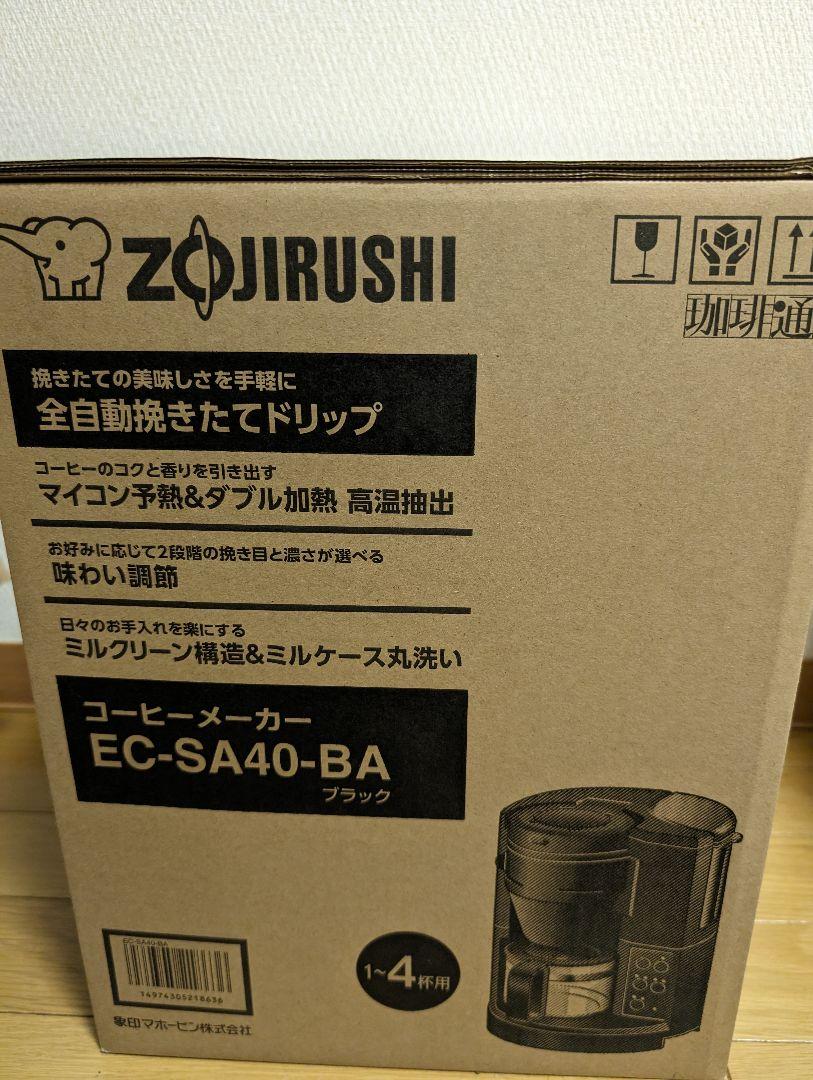 ZOJIRUSHI
珈琲通
挽きたての美味しさを手軽に
全自動挽きたてドリップ
コーヒーのコクと香りを引き出す
マイコン予熱&ダブル加熱 高温抽出
お好みに応じて2段階の挽き目と濃さが選べる
味わい調節
日々のお手入れを楽にする
ミルクリーン構造&ミルケース丸洗い
コーヒーメーカー
EC-SA40-BA
ブラック
EC-SA40-BA
14974305218636
象印マホービン株式会社
1~4杯用